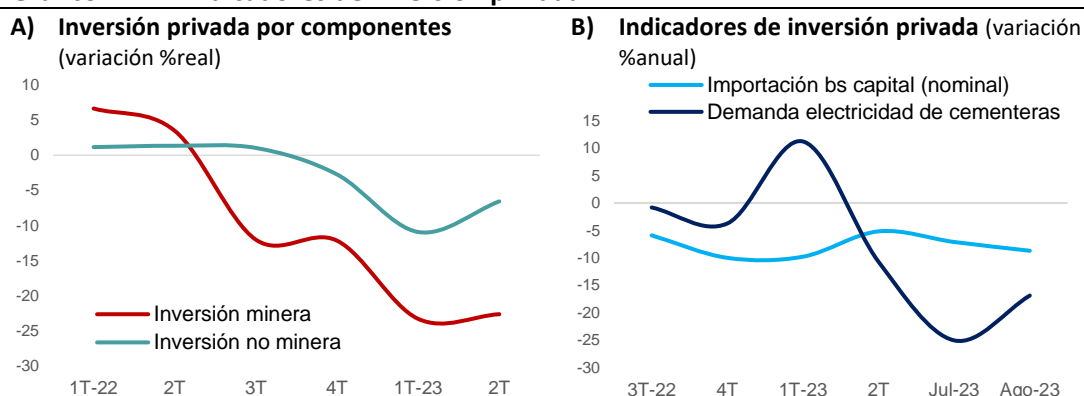 A) Inversión privada por componentes
(variación %real)
10
5
0
-5
-10
-15
-20
-25
-30
Inversión minera
Inversión no minera
1T-22 2T 3T 4T 1T-23 2T
B) Indicadores de inversión privada (variación
%anual)
Importación bs capital (nominal)
Demanda electricidad de cementeras
15
10
5
0
-5
-10
-15
-20
-25
-30
3T-22 4T 1T-23 2T Jul-23 Ago-23